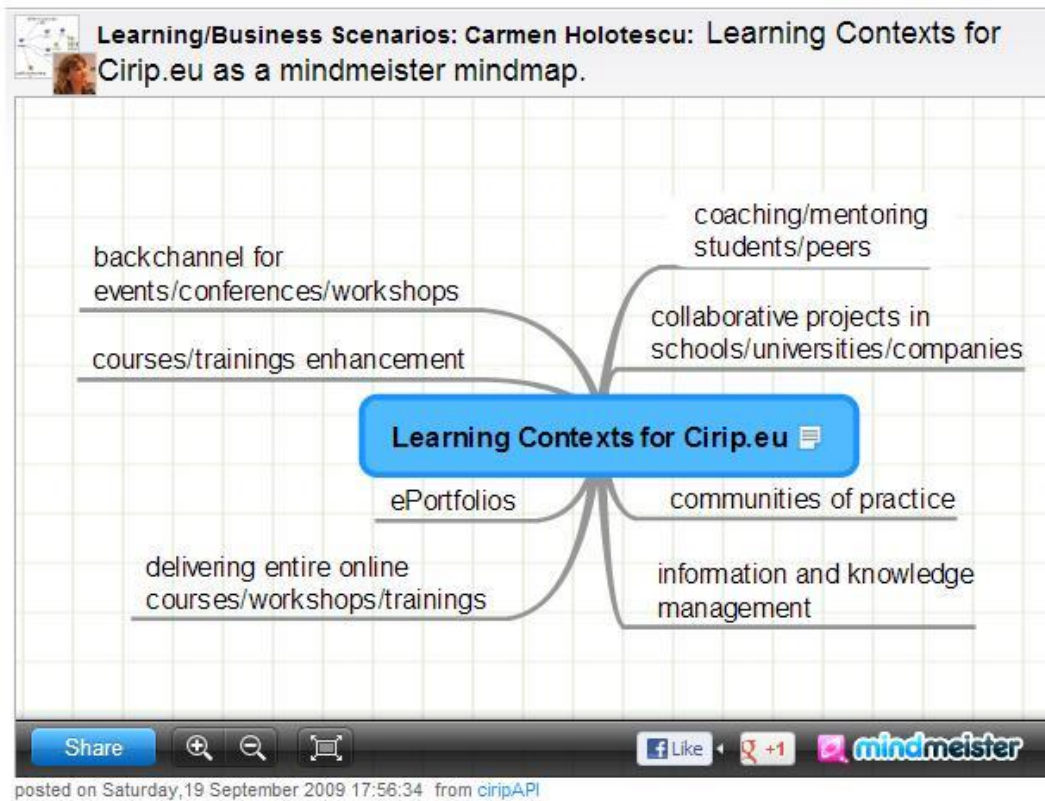 Learning/Business Scenarios: Carmen Holotescu: Learning Contexts for
Cirip.eu as a mindmeister mindmap.
backchannel for
events/conferences/workshops
courses/trainings enhancement
coaching/mentoring
students/peers
collaborative projects in
schools/universities/companies
Learning Contexts for Cirip.eu
ePortfolios
delivering entire online
courses/workshops/trainings
communities of practice
information and knowledge
management
Share
Like
+1
mindmeister
posted on Saturday,19 September 2009 17:56:34 from ciripAPI